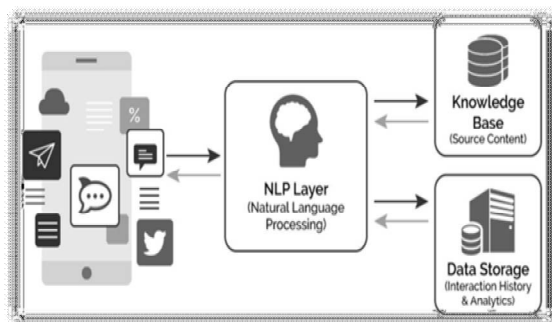 %
NLP Layer
(Natural Language
Processing)
Knowledge
Base
(Source Content)
Data Storage
(Interaction History
& Analytics)